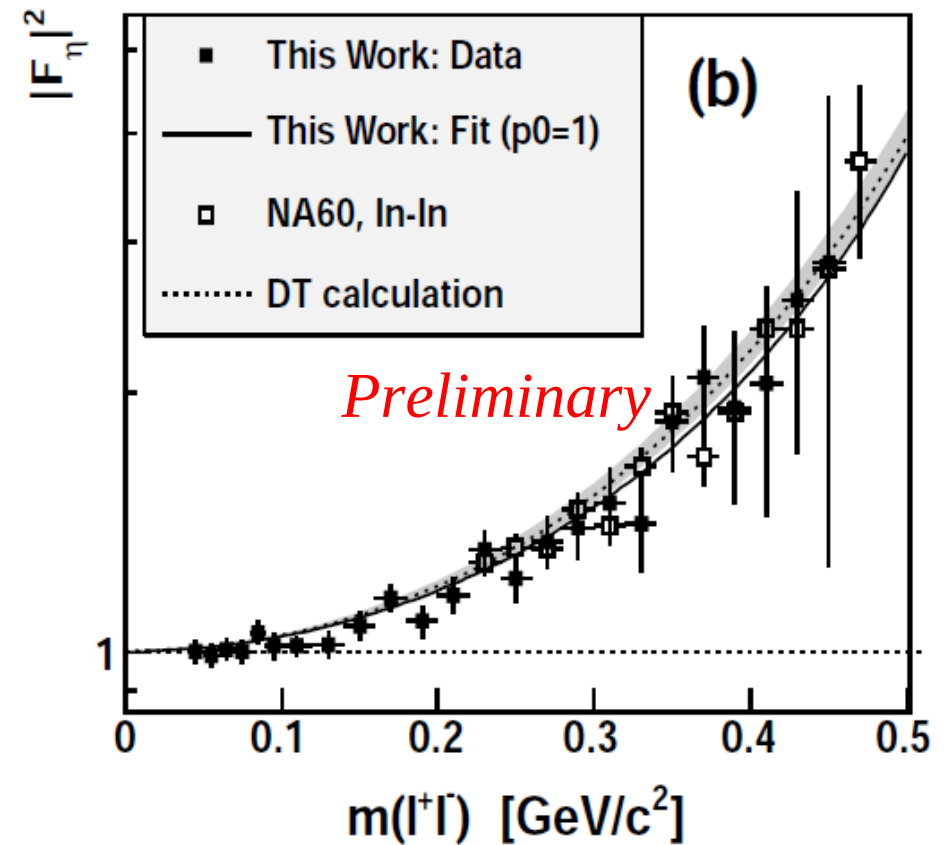 |Fη|²
This Work: Data
This Work: Fit (p0=1)
NA60, In-In
DT calculation
(b)
Preliminary
1
0 0.1 0.2 0.3 0.4 0.5
m(l⁺l⁻) [GeV/c²]